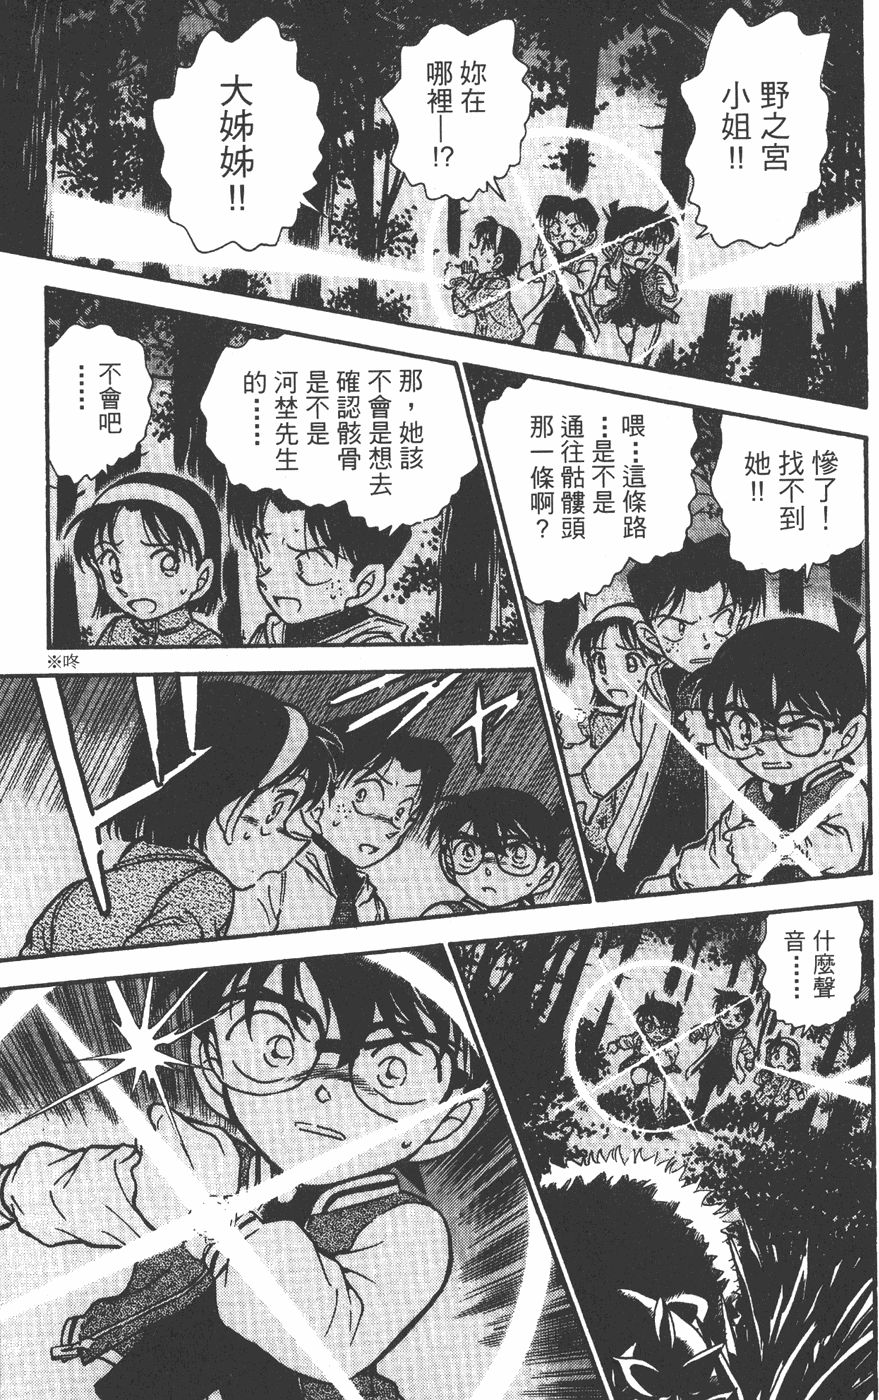 野之宮
小姐!!
妳在
哪裡—!?
大姊姊!!
慘了!
找不到
她!!
喂…這條路
…是不是
通往骷髏頭
那一條啊?
那,她該
不會是想去
確認骸骨
是不是
河埜先生
的……
不會吧
……
※咚
什麼聲
音……